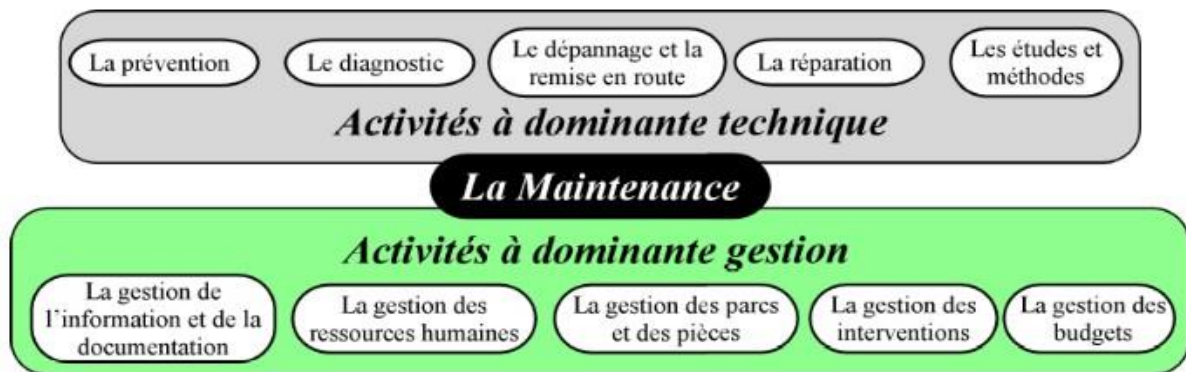 La prévention
Le diagnostic
Le dépannage et la
remise en route
La réparation
Les études et
méthodes
Activités à dominante technique
La Maintenance
Activités à dominante gestion
La gestion de
l'information et de la
documentation
La gestion des
ressources humaines
La gestion des parcs
et des pièces
La gestion des
interventions
La gestion des
budgets